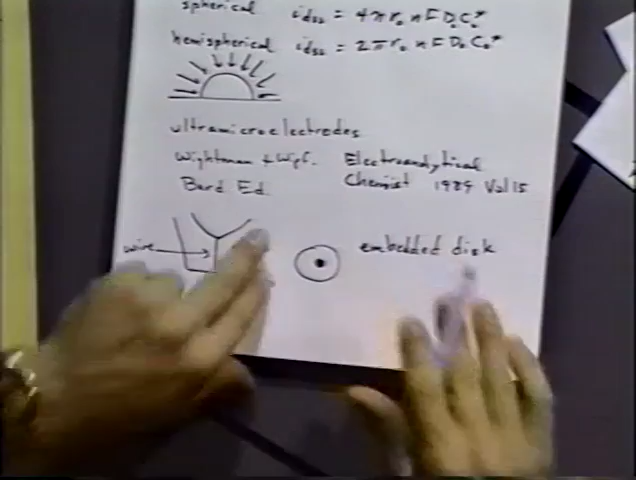 spherical idss = 4πr₀ nFD₀C₀*
hemispherical idss = 2πr₀ nFD₀C₀*
ultramicroelectrodes
Wightman + Wipf. Electroanalytical
Bard Ed. Chemist 1989 Vol 15
wire embedded disk